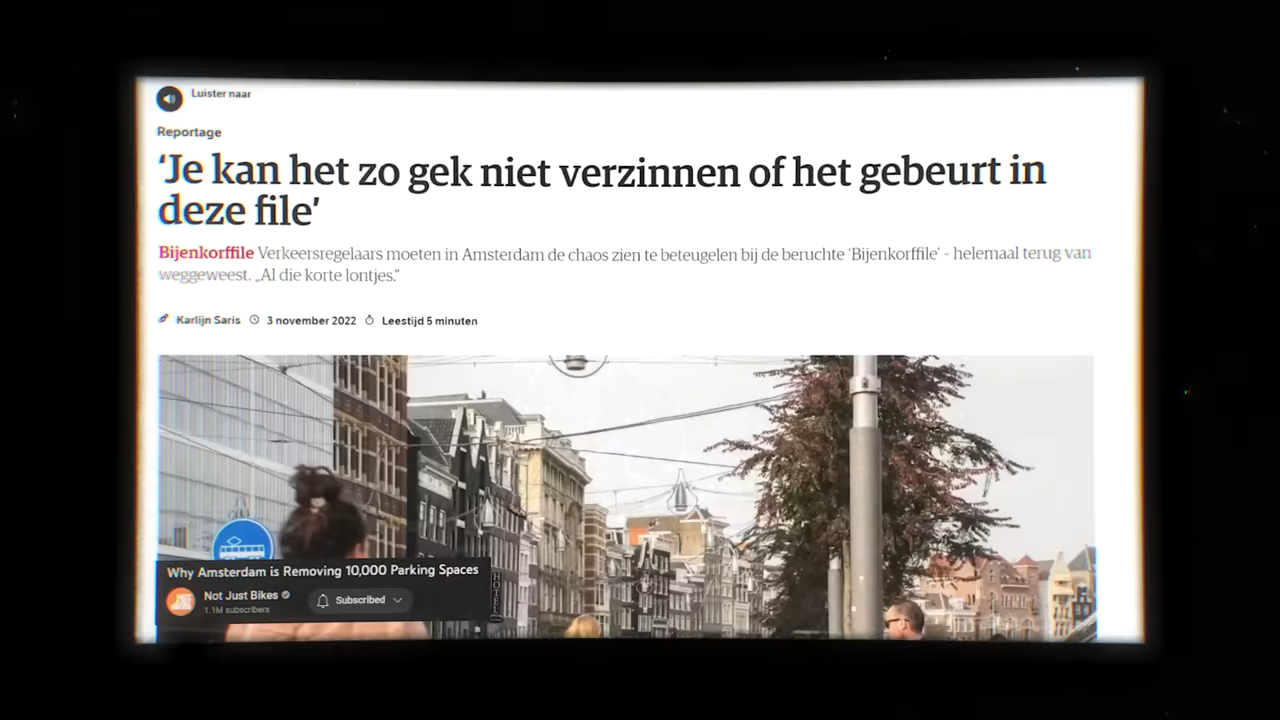 Luister naar
Reportage
‘Je kan het zo gek niet verzinnen of het gebeurt in
deze file’
Bijenkorffile Verkeersregelaars moeten in Amsterdam de chaos zien te beteugelen bij de beruchte ‘Bijenkorffile’ - helemaal terug van
weggeweest. „Al die korte lontjes.”
Karlijn Saris 3 november 2022 Leestijd 5 minuten
HOTEL
Why Amsterdam is Removing 10,000 Parking Spaces
Not Just Bikes
1.1M subscribers
Subscribed